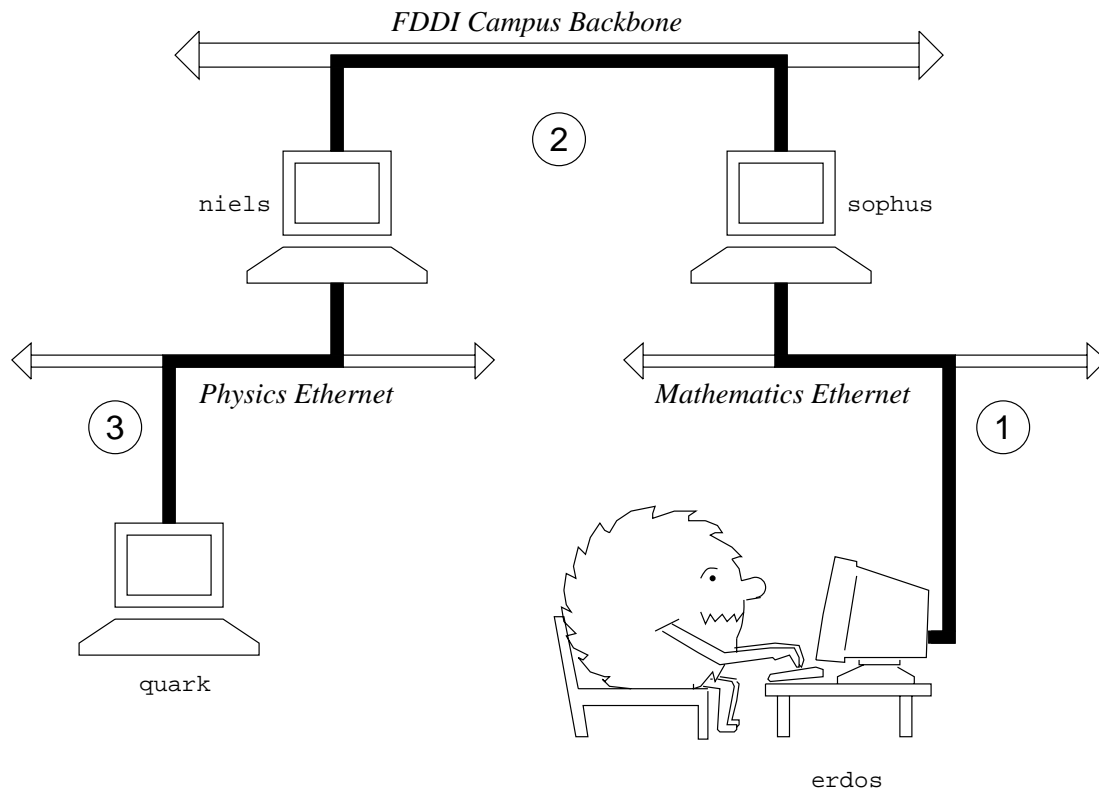 FDDI Campus Backbone
2
niels
sophus
Physics Ethernet
Mathematics Ethernet
3
1
quark
erdos